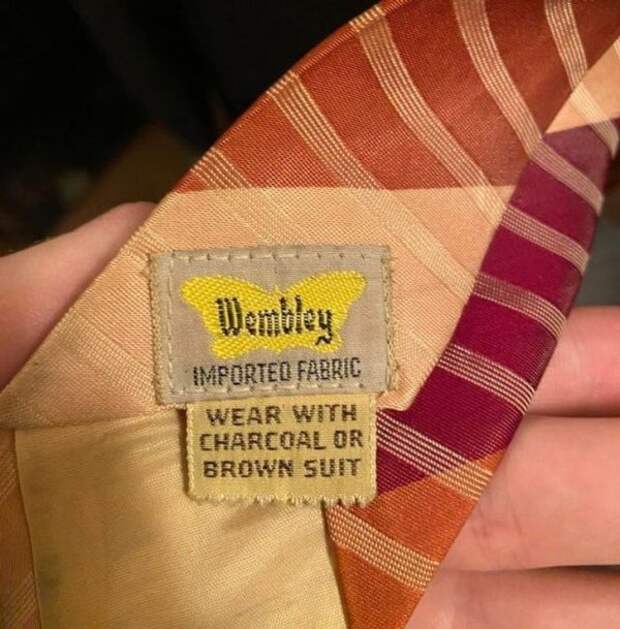 Wembley
IMPORTED FABRIC
WEAR WITH
CHARCOAL OR
BROWN SUIT